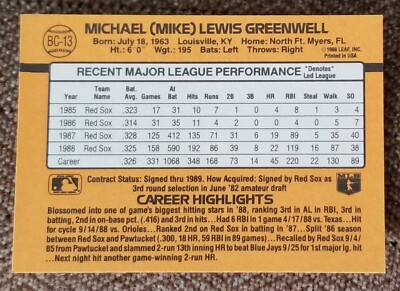 BC-13
MICHAEL (MIKE) LEWIS GREENWELL
Born: July 18, 1963 Louisville, KY Home: North Ft. Myers, FL
Ht: 6'0" Wgt: 195 Bats: Left Throws: Right
© 1988 LEAF, INC.
Printed in USA
RECENT MAJOR LEAGUE PERFORMANCE *Denotes Led League
Year Bat. Avg. Games At Bat Hits Runs 2B 3B HR RBI Steal Walk SO
1985 Red Sox .323 17 31 10 7 1 0 4 8 1 3 4
1986 Red Sox .314 31 35 11 4 2 0 0 4 0 5 7
1987 Red Sox .328 125 412 135 71 31 6 19 89 5 35 40
1988 Red Sox .325 158 590 192 86 39 8 22 119 16 87 38
Career .326 331 1068 348 168 73 14 45 220 22 130 89
Contract Status: Signed thru 1989. How Acquired: Signed by Red Sox as
3rd round selection in June '82 amateur draft
CAREER HIGHLIGHTS
Blossomed into one of game's biggest hitting stars in '88, ranking 3rd in AL in RBI, 3rd in
batting, 2nd in on-base pct. (.416) and 3rd in hits...Had 6 RBI in 1 game 4/17/88 vs. Texas...Hit
for cycle 9/14/88 vs. Orioles...Ranked 2nd on Red Sox in batting in '87...Split '86 season
between Red Sox and Pawtucket (.300, 18 HR, 59 RBI in 89 games)...Recalled by Red Sox 9/4/
85 from Pawtucket and slammed 2-run 13th inning HR to beat Blue Jays 9/25 for 1st major lg. hit
...Next night hit another game-winning 2-run HR.